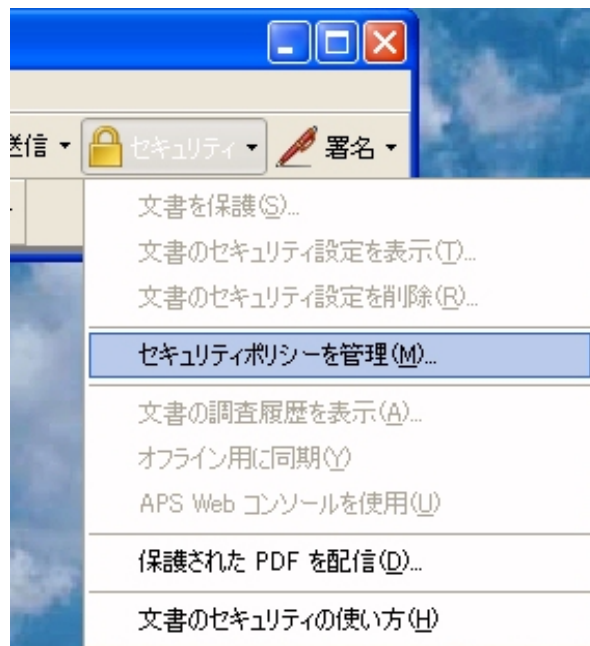 送信
セキュリティ
署名
文書を保護(S)...
文書のセキュリティ設定を表示(T)...
文書のセキュリティ設定を削除(R)...
セキュリティポリシーを管理(M)...
文書の調査履歴を表示(A)...
オフライン用に同期(Y)
APS Web コンソールを使用(U)
保護された PDF を配信(D)...
文書のセキュリティの使い方(H)